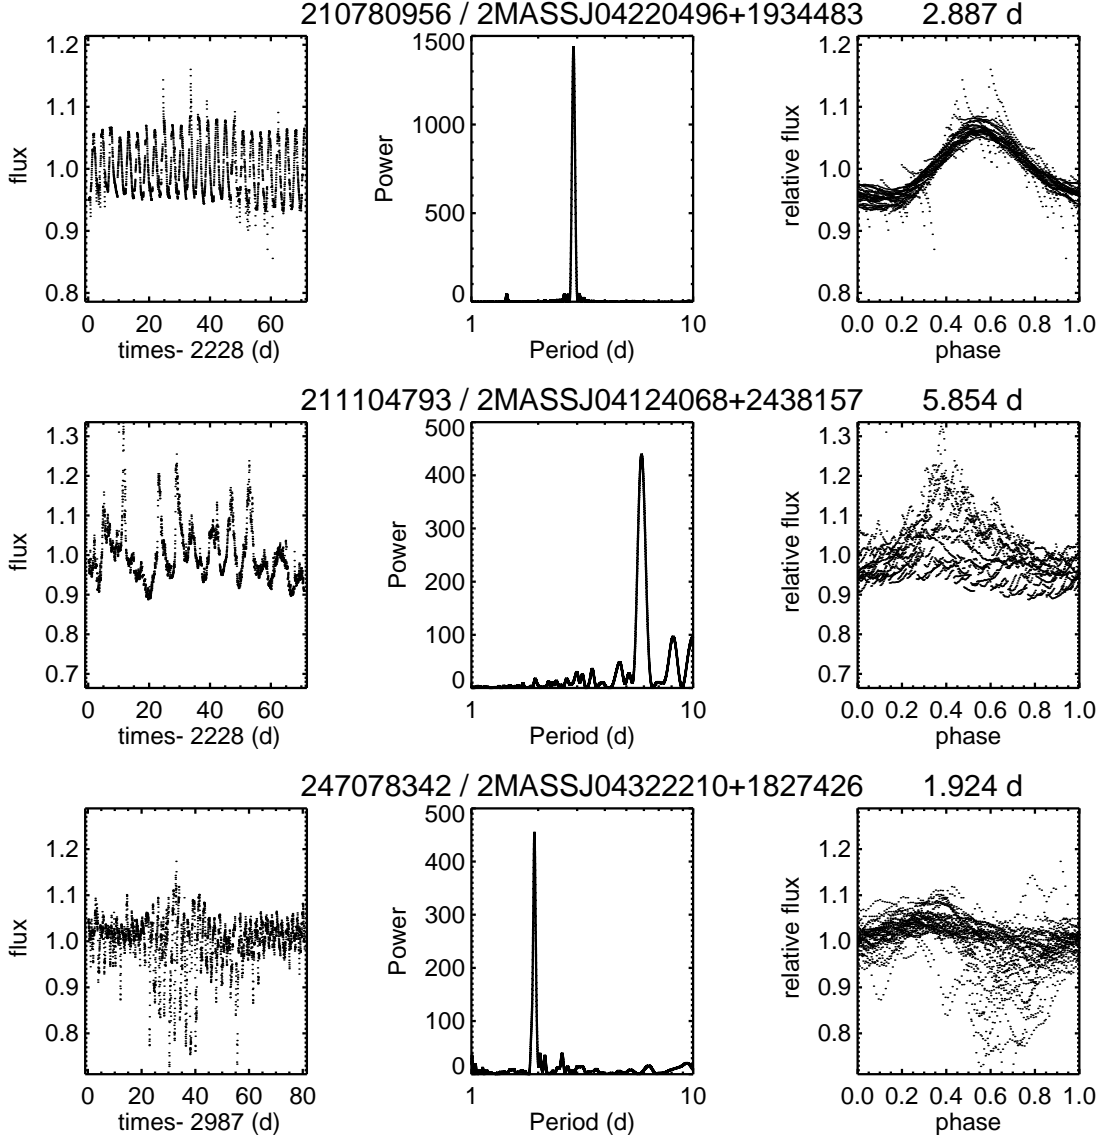 210780956 / 2MASSJ04220496+1934483 2.887 d
1.2
1.1
1.0
0.9
0.8
flux
0 20 40 60
times- 2228 (d)
1500
1000
500
0
Power
1 10
Period (d)
1.2
1.1
1.0
0.9
0.8
relative flux
0.0 0.2 0.4 0.6 0.8 1.0
phase
211104793 / 2MASSJ04124068+2438157 5.854 d
1.3
1.2
1.1
1.0
0.9
0.8
0.7
flux
0 20 40 60
times- 2228 (d)
500
400
300
200
100
0
Power
1 10
Period (d)
1.3
1.2
1.1
1.0
0.9
0.8
0.7
relative flux
0.0 0.2 0.4 0.6 0.8 1.0
phase
247078342 / 2MASSJ04322210+1827426 1.924 d
1.2
1.1
1.0
0.9
0.8
flux
0 20 40 60 80
times- 2987 (d)
500
400
300
200
100
0
Power
1 10
Period (d)
1.2
1.1
1.0
0.9
0.8
relative flux
0.0 0.2 0.4 0.6 0.8 1.0
phase